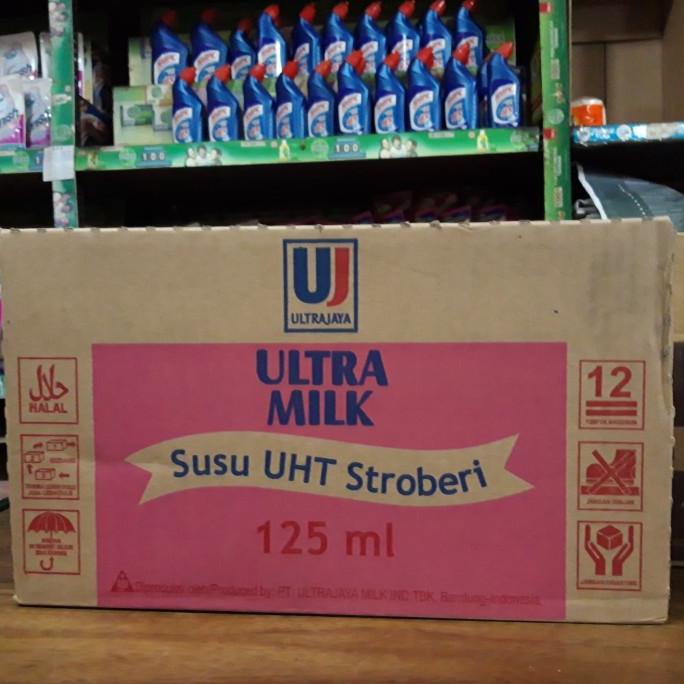 100
100
UJ
ULTRAJAYA
ULTRA
MILK
Susu UHT Stroberi
125 ml
Diproduksi oleh/Produced by: PT. ULTRAJAYA MILK IND TBK, Bandung-Indonesia
حلال
HALAL
12